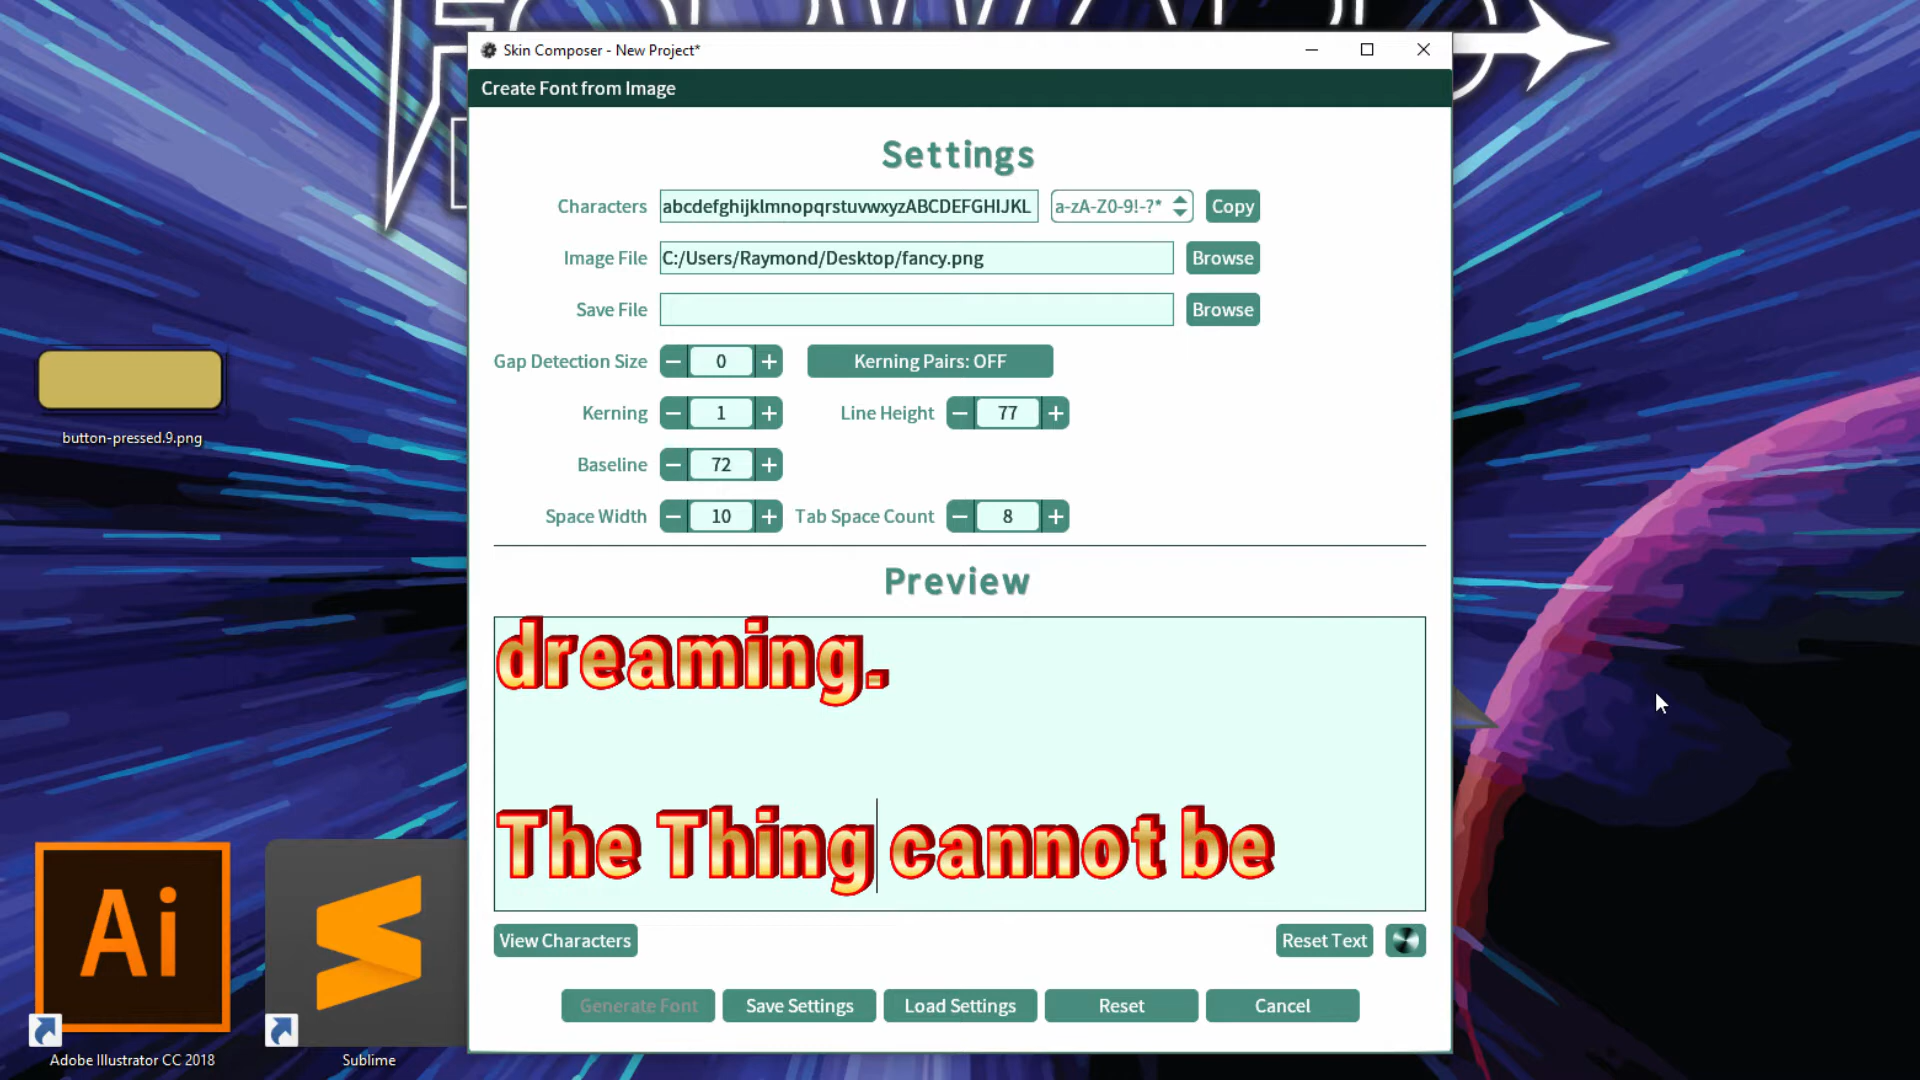 Skin Composer - New Project*
Create Font from Image
Settings
Characters abcdefghijklmnopqrstuvwxyzABCDEFGHIJKL a-zA-Z0-9!-?* Copy
Image File C:/Users/Raymond/Desktop/fancy.png Browse
Save File Browse
Gap Detection Size − 0 + Kerning Pairs: OFF
Kerning − 1 + Line Height − 77 +
Baseline − 72 +
Space Width − 10 + Tab Space Count − 8 +
Preview
dreaming.
The Thing cannot be
View Characters Reset Text
Generate Font Save Settings Load Settings Reset Cancel
button-pressed.9.png
Ai
Adobe Illustrator CC 2018
Sublime